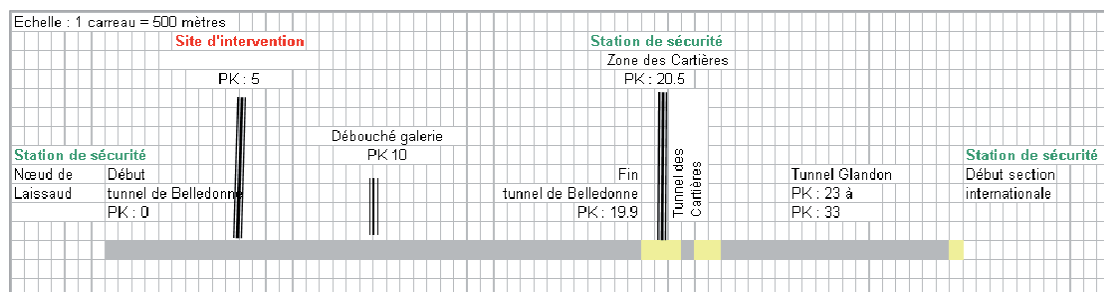 Echelle : 1 carreau = 500 mètres
Site d'intervention
PK : 5
Station de sécurité
Zone des Cartières
PK : 20.5
Débouché galerie
PK 10
Station de sécurité
Nœud de
Laissaud
Début
tunnel de Belledonne
PK : 0
Fin
tunnel de Belledonne
PK : 19.9
Tunnel des
Cartières
Tunnel Glandon
PK : 23 à
PK : 33
Station de sécurité
Début section
internationale